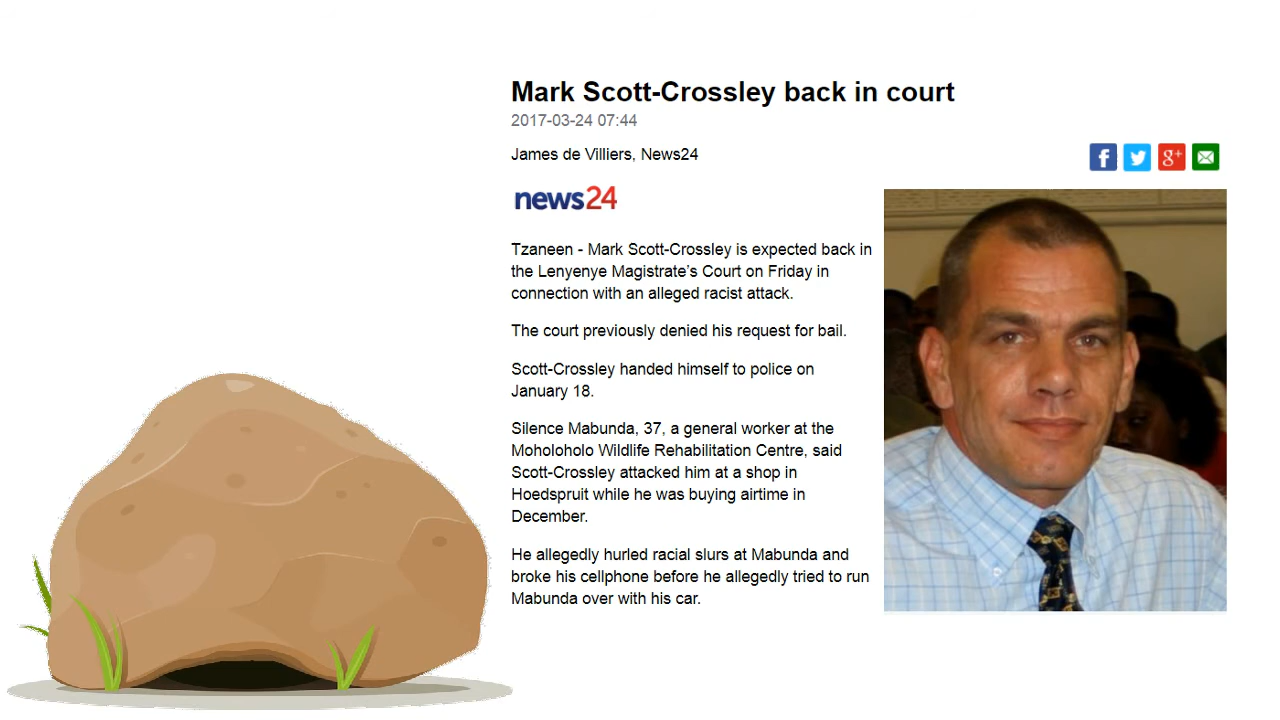 Mark Scott-Crossley back in court
2017-03-24 07:44
James de Villiers, News24
f g+
news24
Tzaneen - Mark Scott-Crossley is expected back in
the Lenyenye Magistrate’s Court on Friday in
connection with an alleged racist attack.
The court previously denied his request for bail.
Scott-Crossley handed himself to police on
January 18.
Silence Mabunda, 37, a general worker at the
Moholoholo Wildlife Rehabilitation Centre, said
Scott-Crossley attacked him at a shop in
Hoedspruit while he was buying airtime in
December.
He allegedly hurled racial slurs at Mabunda and
broke his cellphone before he allegedly tried to run
Mabunda over with his car.